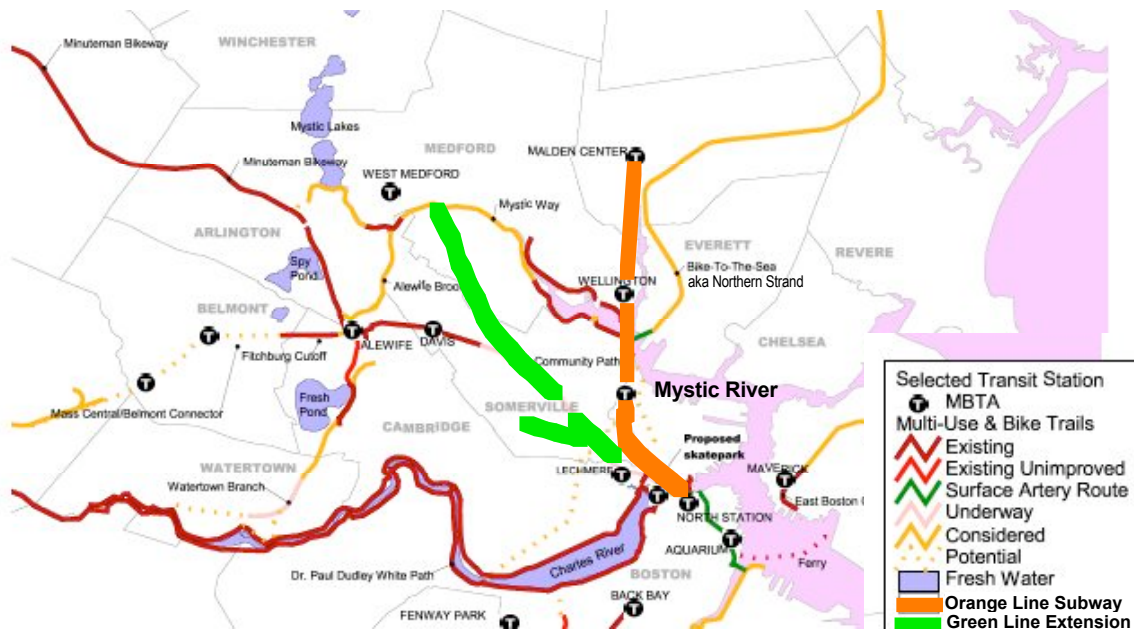 Minuteman Bikeway
WINCHESTER
Mystic Lakes
MEDFORD
MALDEN CENTER
T
Minuteman Bikeway
WEST MEDFORD
T
Mystic Way
ARLINGTON
EVERETT
REVERE
Spy
Pond
Bike-To-The-Sea
aka Northern Strand
WELLINGTON
T
Alewife Broo
BELMONT
T
T
ALEWIFE
T
DAVIS
CHELSEA
Fitchburg Cutoff
Community Path
T
Mass Central/Belmont Connector
Fresh
Pond
T
Mystic River
SOMERVILLE
CAMBRIDGE
Proposed
skatepark
WATERTOWN
LECHMERE
T
MAVERICK
T
Watertown Branch
T
T
NORTH STATION
East Boston G
AQUARIUM
T
Charles River
Ferry
Dr. Paul Dudley White Path
BOSTON
BACK BAY
T
FENWAY PARK
T
Selected Transit Station
T MBTA
Multi-Use & Bike Trails
Existing
Existing Unimproved
Surface Artery Route
Underway
Considered
Potential
Fresh Water
Orange Line Subway
Green Line Extension